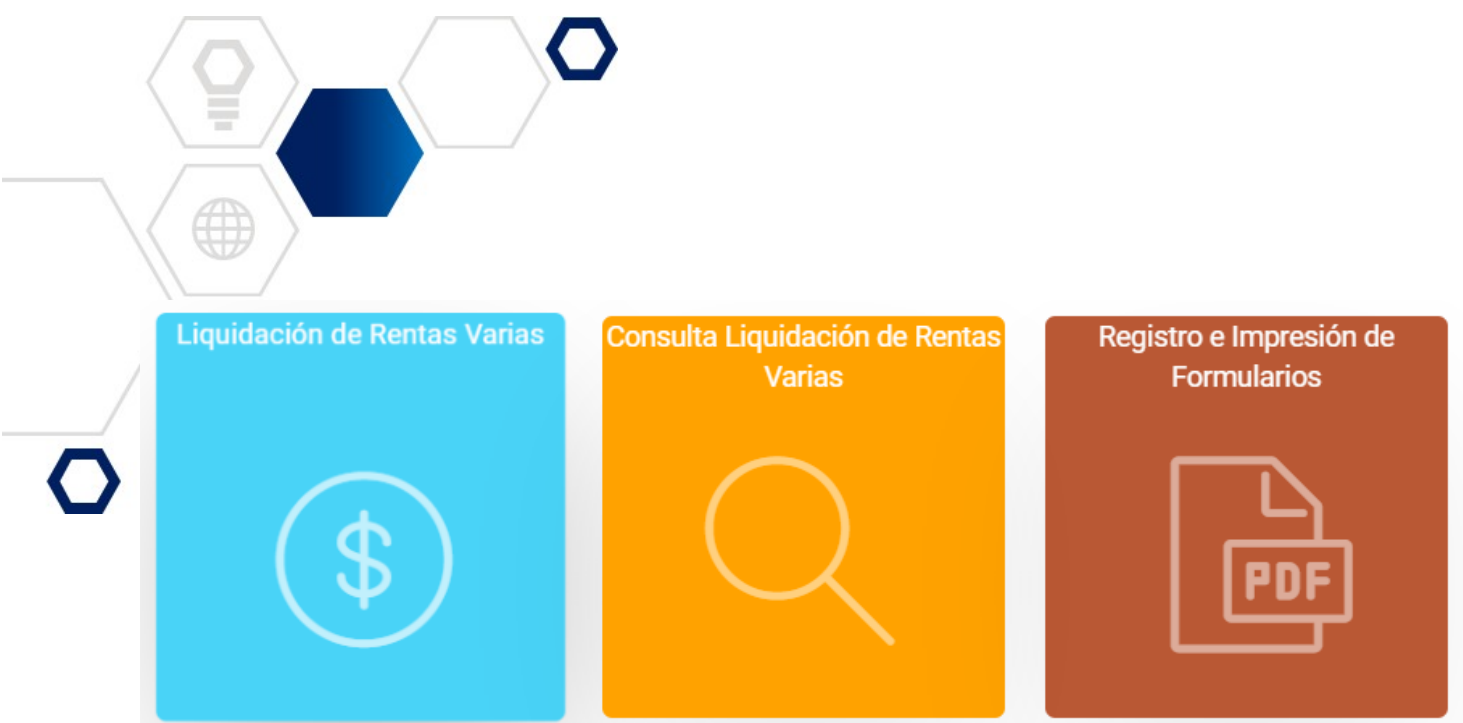 Liquidación de Rentas Varias
Consulta Liquidación de Rentas
Varias
Registro e Impresión de
Formularios
$
PDF